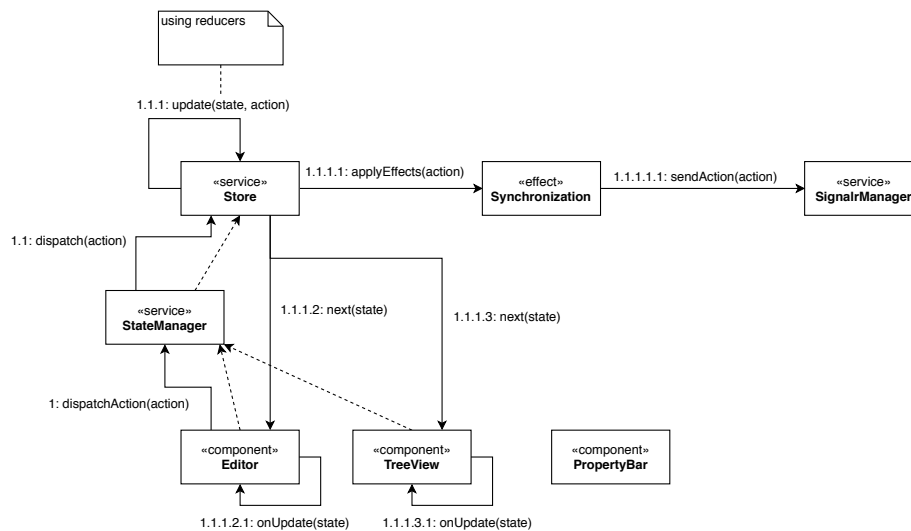 using reducers
1.1.1: update(state, action)
«service»
Store
1.1.1.1: applyEffects(action)
«effect»
Synchronization
1.1.1.1.1: sendAction(action)
«service»
SignalrManager
1.1: dispatch(action)
«service»
StateManager
1.1.1.2: next(state)
1.1.1.3: next(state)
1: dispatchAction(action)
«component»
Editor
«component»
TreeView
«component»
PropertyBar
1.1.1.2.1: onUpdate(state)
1.1.1.3.1: onUpdate(state)